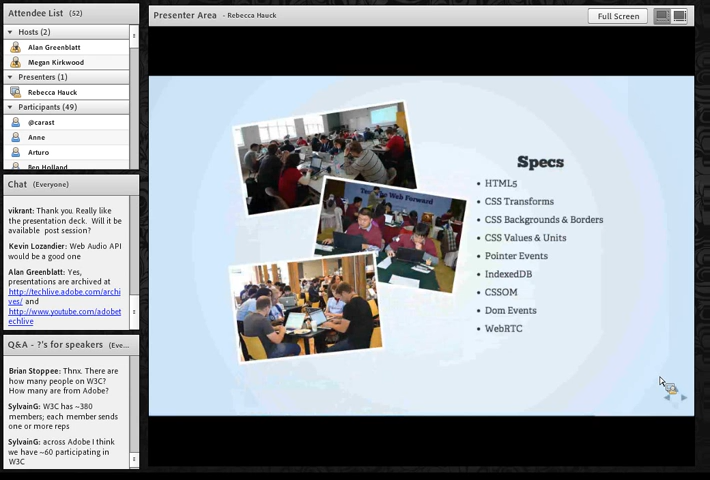 Attendee List (52)
Hosts (2)
Alan Greenblatt
Megan Kirkwood
Presenters (1)
Rebecca Hauck
Participants (49)
@carast
Anne
Arturo
Ben Holland
Chat (Everyone)
vikrant: Thank you. Really like
the presentation deck. Will it be
available post session?
Kevin Lozandier: Web Audio API
would be a good one
Alan Greenblatt: Yes,
presentations are archived at
http://techlive.adobe.com/archi
ves/ and
http://www.youtube.com/adobet
echlive
Q&A - ?'s for speakers (Eve...
Brian Stoppee: Thnx. There are
how many people on W3C?
How many are from Adobe?
SylvainG: W3C has ~380
members; each member sends
one or more reps
SylvainG: across Adobe I think
we have ~60 participating in
W3C
Presenter Area - Rebecca Hauck
Full Screen
The Web Forward
Specs
• HTML5
• CSS Transforms
• CSS Backgrounds & Borders
• CSS Values & Units
• Pointer Events
• IndexedDB
• CSSOM
• Dom Events
• WebRTC